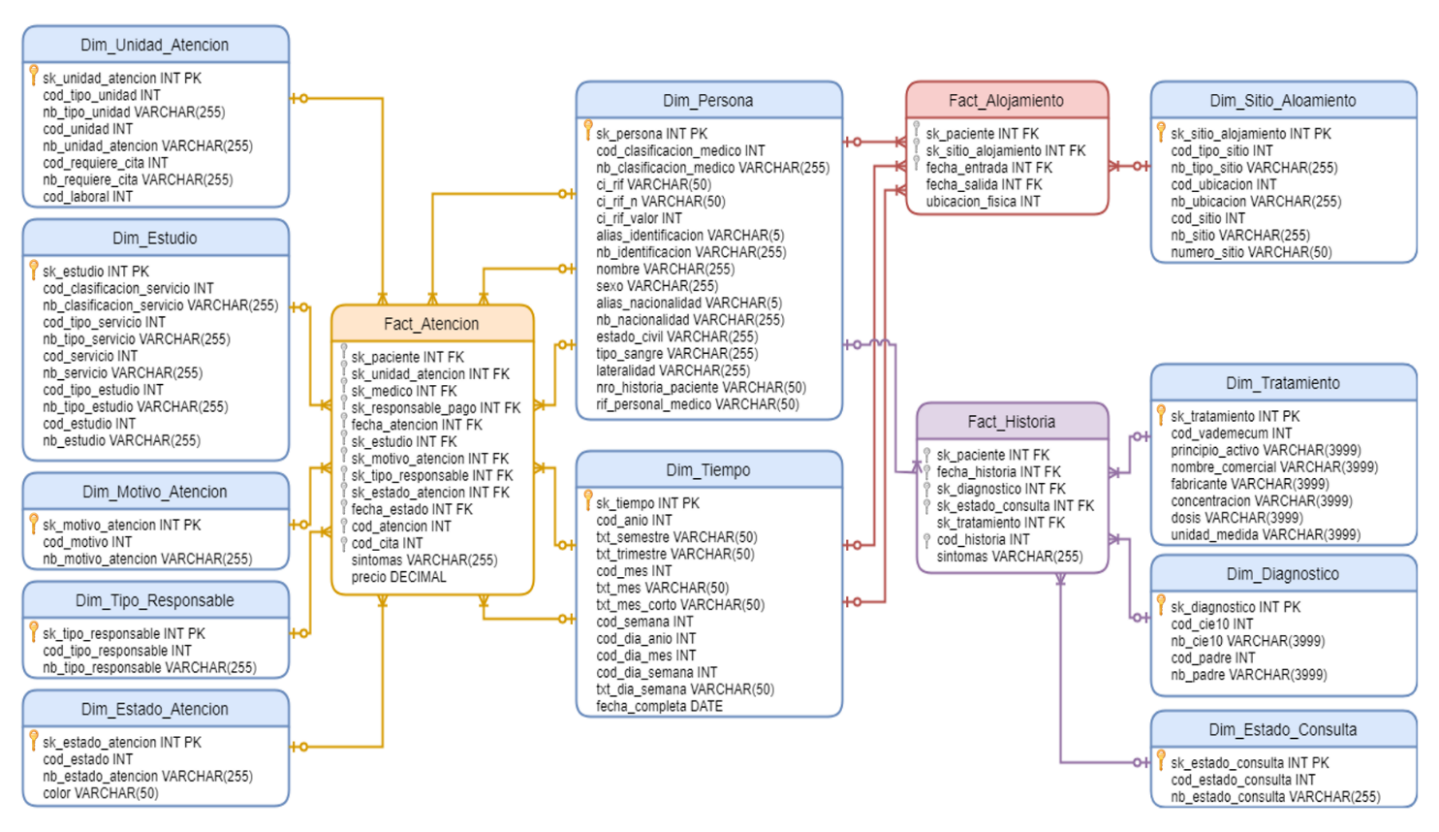 Dim_Unidad_Atencion
sk_unidad_atencion INT PK
cod_tipo_unidad INT
nb_tipo_unidad VARCHAR(255)
cod_unidad INT
nb_unidad_atencion VARCHAR(255)
cod_requiere_cita INT
nb_requiere_cita VARCHAR(255)
cod_laboral INT
Dim_Estudio
sk_estudio INT PK
cod_clasificacion_servicio INT
nb_clasificacion_servicio VARCHAR(255)
cod_tipo_servicio INT
nb_tipo_servicio VARCHAR(255)
cod_servicio INT
nb_servicio VARCHAR(255)
cod_tipo_estudio INT
nb_tipo_estudio VARCHAR(255)
cod_estudio INT
nb_estudio VARCHAR(255)
Dim_Motivo_Atencion
sk_motivo_atencion INT PK
cod_motivo INT
nb_motivo_atencion VARCHAR(255)
Dim_Tipo_Responsable
sk_tipo_responsable INT PK
cod_tipo_responsable INT
nb_tipo_responsable VARCHAR(255)
Dim_Estado_Atencion
sk_estado_atencion INT PK
cod_estado INT
nb_estado_atencion VARCHAR(255)
color VARCHAR(50)
Fact_Atencion
sk_paciente INT FK
sk_unidad_atencion INT FK
sk_medico INT FK
sk_responsable_pago INT FK
fecha_atencion INT FK
sk_estudio INT FK
sk_motivo_atencion INT FK
sk_tipo_responsable INT FK
sk_estado_atencion INT FK
fecha_estado INT FK
cod_atencion INT
cod_cita INT
sintomas VARCHAR(255)
precio DECIMAL
Dim_Persona
sk_persona INT PK
cod_clasificacion_medico INT
nb_clasificacion_medico VARCHAR(255)
ci_rif VARCHAR(50)
ci_rif_n VARCHAR(50)
ci_rif_valor INT
alias_identificacion VARCHAR(5)
nb_identificacion VARCHAR(255)
nombre VARCHAR(255)
sexo VARCHAR(255)
alias_nacionalidad VARCHAR(5)
nb_nacionalidad VARCHAR(255)
estado_civil VARCHAR(255)
tipo_sangre VARCHAR(255)
lateralidad VARCHAR(255)
nro_historia_paciente VARCHAR(50)
rif_personal_medico VARCHAR(50)
Dim_Tiempo
sk_tiempo INT PK
cod_anio INT
txt_semestre VARCHAR(50)
txt_trimestre VARCHAR(50)
cod_mes INT
txt_mes VARCHAR(50)
txt_mes_corto VARCHAR(50)
cod_semana INT
cod_dia_anio INT
cod_dia_mes INT
cod_dia_semana INT
txt_dia_semana VARCHAR(50)
fecha_completa DATE
Fact_Alojamiento
sk_paciente INT FK
sk_sitio_alojamiento INT FK
fecha_entrada INT FK
fecha_salida INT FK
ubicacion_fisica INT
Fact_Historia
sk_paciente INT FK
fecha_historia INT FK
sk_diagnostico INT FK
sk_estado_consulta INT FK
sk_tratamiento INT FK
cod_historia INT
sintomas VARCHAR(255)
Dim_Sitio_Aloamiento
sk_sitio_alojamiento INT PK
cod_tipo_sitio INT
nb_tipo_sitio VARCHAR(255)
cod_ubicacion INT
nb_ubicacion VARCHAR(255)
cod_sitio INT
nb_sitio VARCHAR(255)
numero_sitio VARCHAR(50)
Dim_Tratamiento
sk_tratamiento INT PK
cod_vademecum INT
principio_activo VARCHAR(3999)
nombre_comercial VARCHAR(3999)
fabricante VARCHAR(3999)
concentracion VARCHAR(3999)
dosis VARCHAR(3999)
unidad_medida VARCHAR(3999)
Dim_Diagnostico
sk_diagnostico INT PK
cod_cie10 INT
nb_cie10 VARCHAR(3999)
cod_padre INT
nb_padre VARCHAR(3999)
Dim_Estado_Consulta
sk_estado_consulta INT PK
cod_estado_consulta INT
nb_estado_consulta VARCHAR(255)